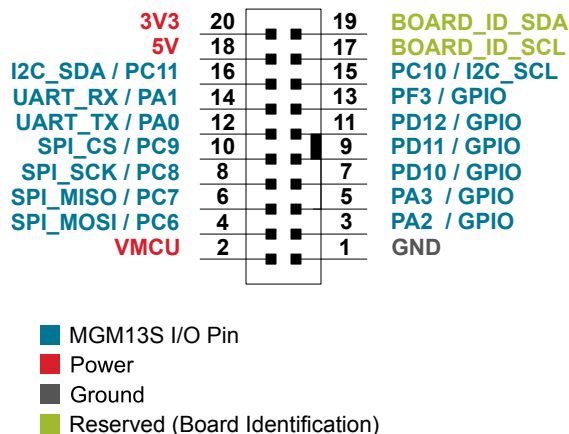 3V3 20 19 BOARD_ID_SDA
5V 18 17 BOARD_ID_SCL
I2C_SDA / PC11 16 15 PC10 / I2C_SCL
UART_RX / PA1 14 13 PF3 / GPIO
UART_TX / PA0 12 11 PD12 / GPIO
SPI_CS / PC9 10 9 PD11 / GPIO
SPI_SCK / PC8 8 7 PD10 / GPIO
SPI_MISO / PC7 6 5 PA3 / GPIO
SPI_MOSI / PC6 4 3 PA2 / GPIO
VMCU 2 1 GND
MGM13S I/O Pin
Power
Ground
Reserved (Board Identification)